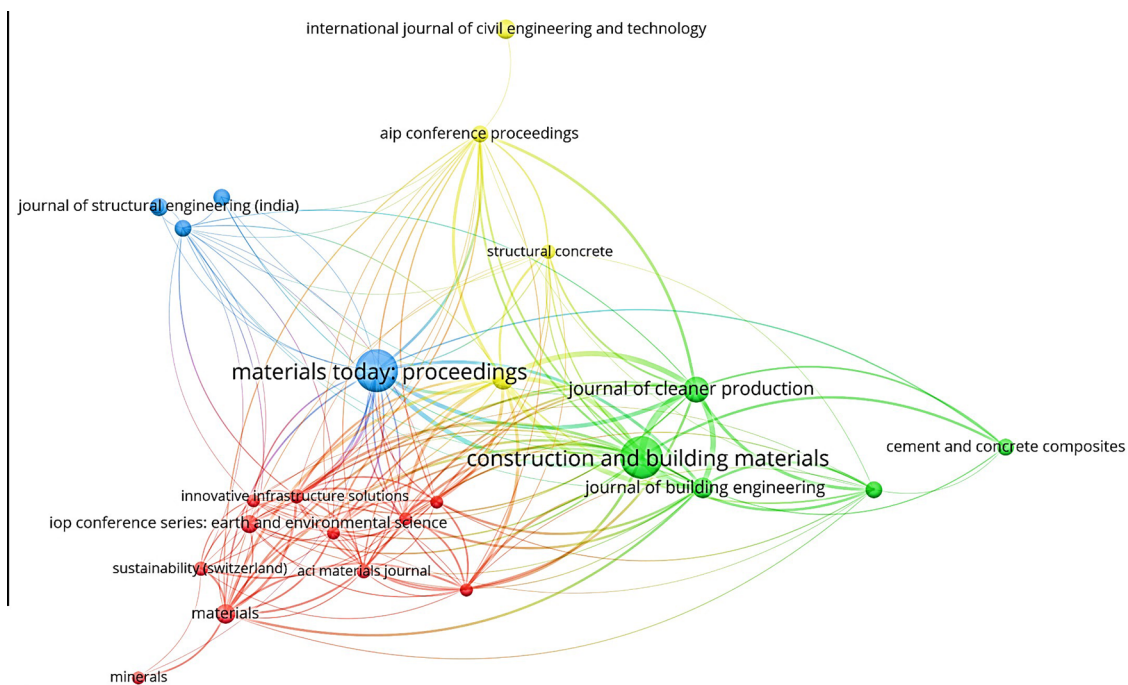 international journal of civil engineering and technology
aip conference proceedings
journal of structural engineering (india)
structural concrete
materials today: proceedings
journal of cleaner production
cement and concrete composites
construction and building materials
journal of building engineering
innovative infrastructure solutions
iop conference series: earth and environmental science
sustainability (switzerland)
aci materials journal
materials
minerals